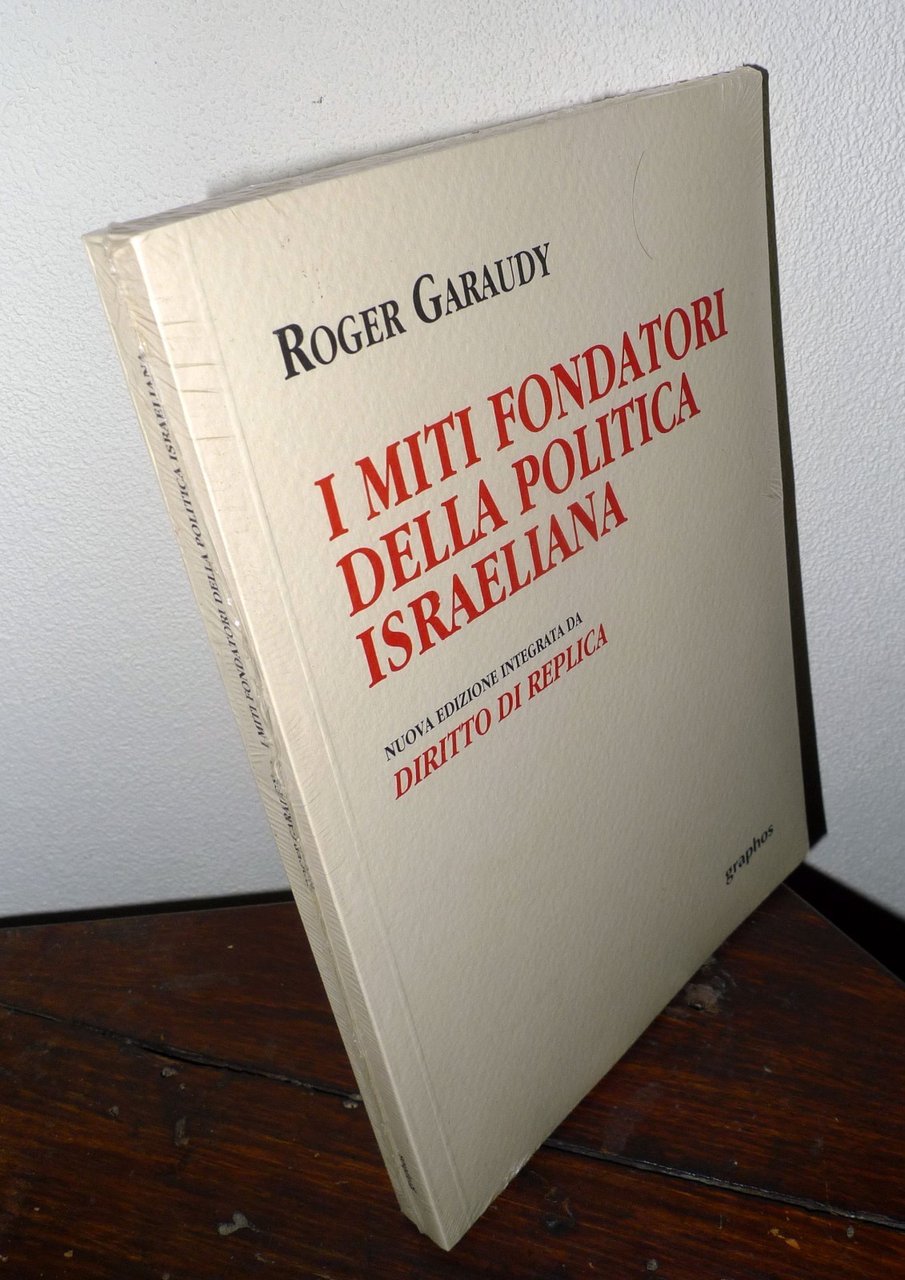 ROGER GARAUDY
I MITI FONDATORI
DELLA POLITICA
ISRAELIANA
NUOVA EDIZIONE INTEGRATA DA
DIRITTO DI REPLICA
graphos
I MITI FONDATORI DELLA POLITICA ISRAELIANA